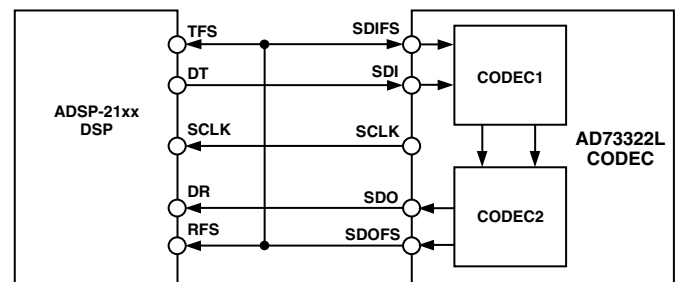 TFS
SDIFS
DT
SDI
CODEC1
ADSP-21xx
DSP
SCLK
SCLK
AD73322L
CODEC
DR
SDO
CODEC2
RFS
SDOFS